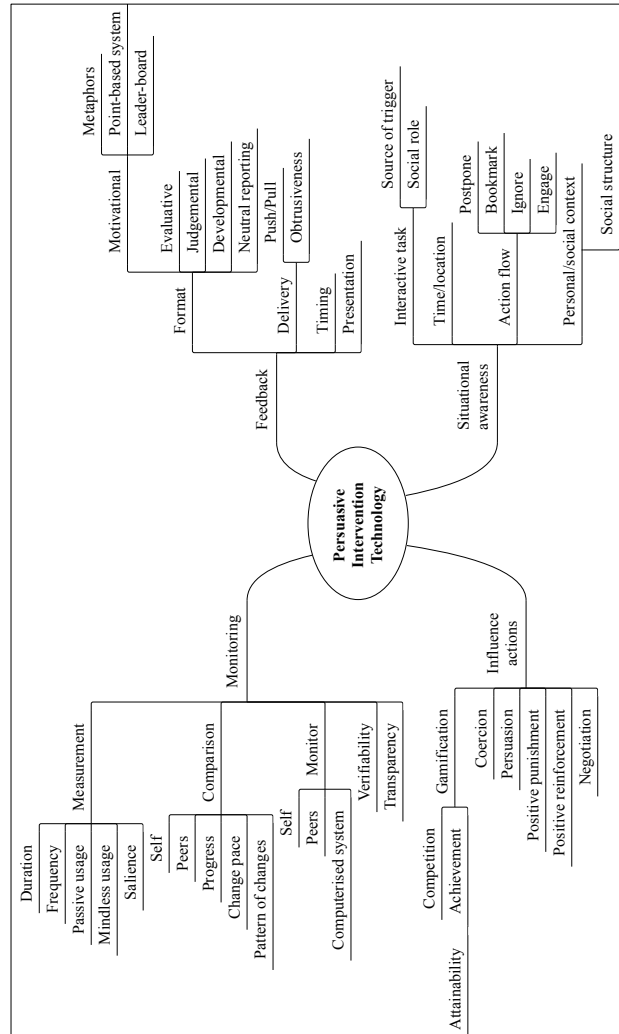 Persuasive
Intervention
Technology
Monitoring
Measurement
Duration
Frequency
Passive usage
Mindless usage
Salience
Comparison
Self
Peers
Progress
Change pace
Pattern of changes
Monitor
Self
Peers
Computerised system
Verifiability
Transparency
Influence
actions
Gamification
Competition
Achievement
Attainability
Coercion
Persuasion
Positive punishment
Positive reinforcement
Negotiation
Feedback
Format
Motivational
Metaphors
Point-based system
Leader-board
Evaluative
Judgemental
Developmental
Neutral reporting
Delivery
Push/Pull
Obtrusiveness
Timing
Presentation
Situational
awareness
Interactive task
Source of trigger
Social role
Time/location
Action flow
Postpone
Bookmark
Ignore
Engage
Personal/social context
Social structure